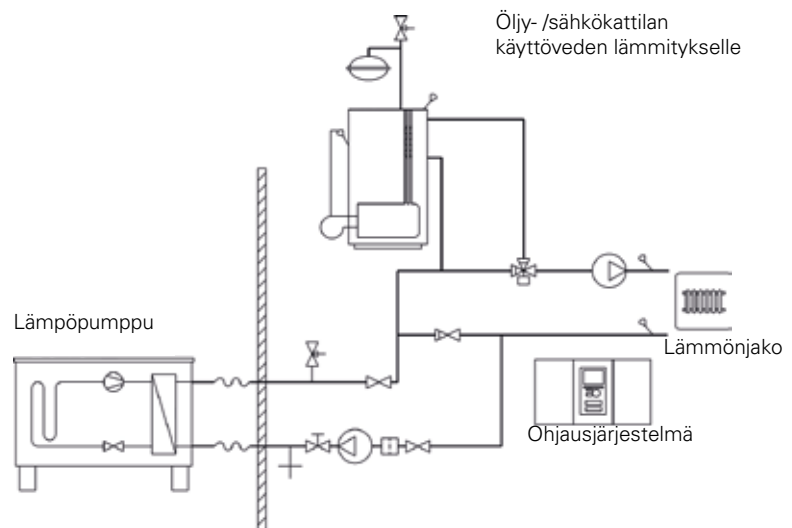 Öljy- /sähkökattilan
käyttöveden lämmitykselle
Lämpöpumppu
Lämmönjako
Ohjausjärjestelmä